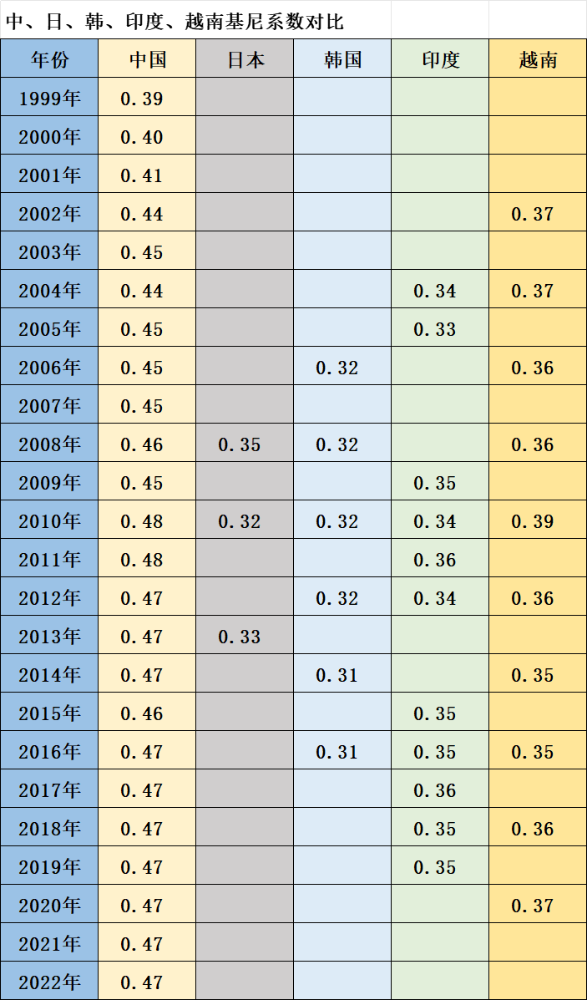 中、日、韩、印度、越南基尼系数对比
年份 中国 日本 韩国 印度 越南
1999年 0.39
2000年 0.40
2001年 0.41
2002年 0.44 0.37
2003年 0.45
2004年 0.44 0.34 0.37
2005年 0.45 0.33
2006年 0.45 0.32 0.36
2007年 0.45
2008年 0.46 0.35 0.32 0.36
2009年 0.45 0.35
2010年 0.48 0.32 0.32 0.34 0.39
2011年 0.48 0.36
2012年 0.47 0.32 0.34 0.36
2013年 0.47 0.33
2014年 0.47 0.31 0.35
2015年 0.46 0.35
2016年 0.47 0.31 0.35 0.35
2017年 0.47 0.36
2018年 0.47 0.35 0.36
2019年 0.47 0.35
2020年 0.47 0.37
2021年 0.47
2022年 0.47